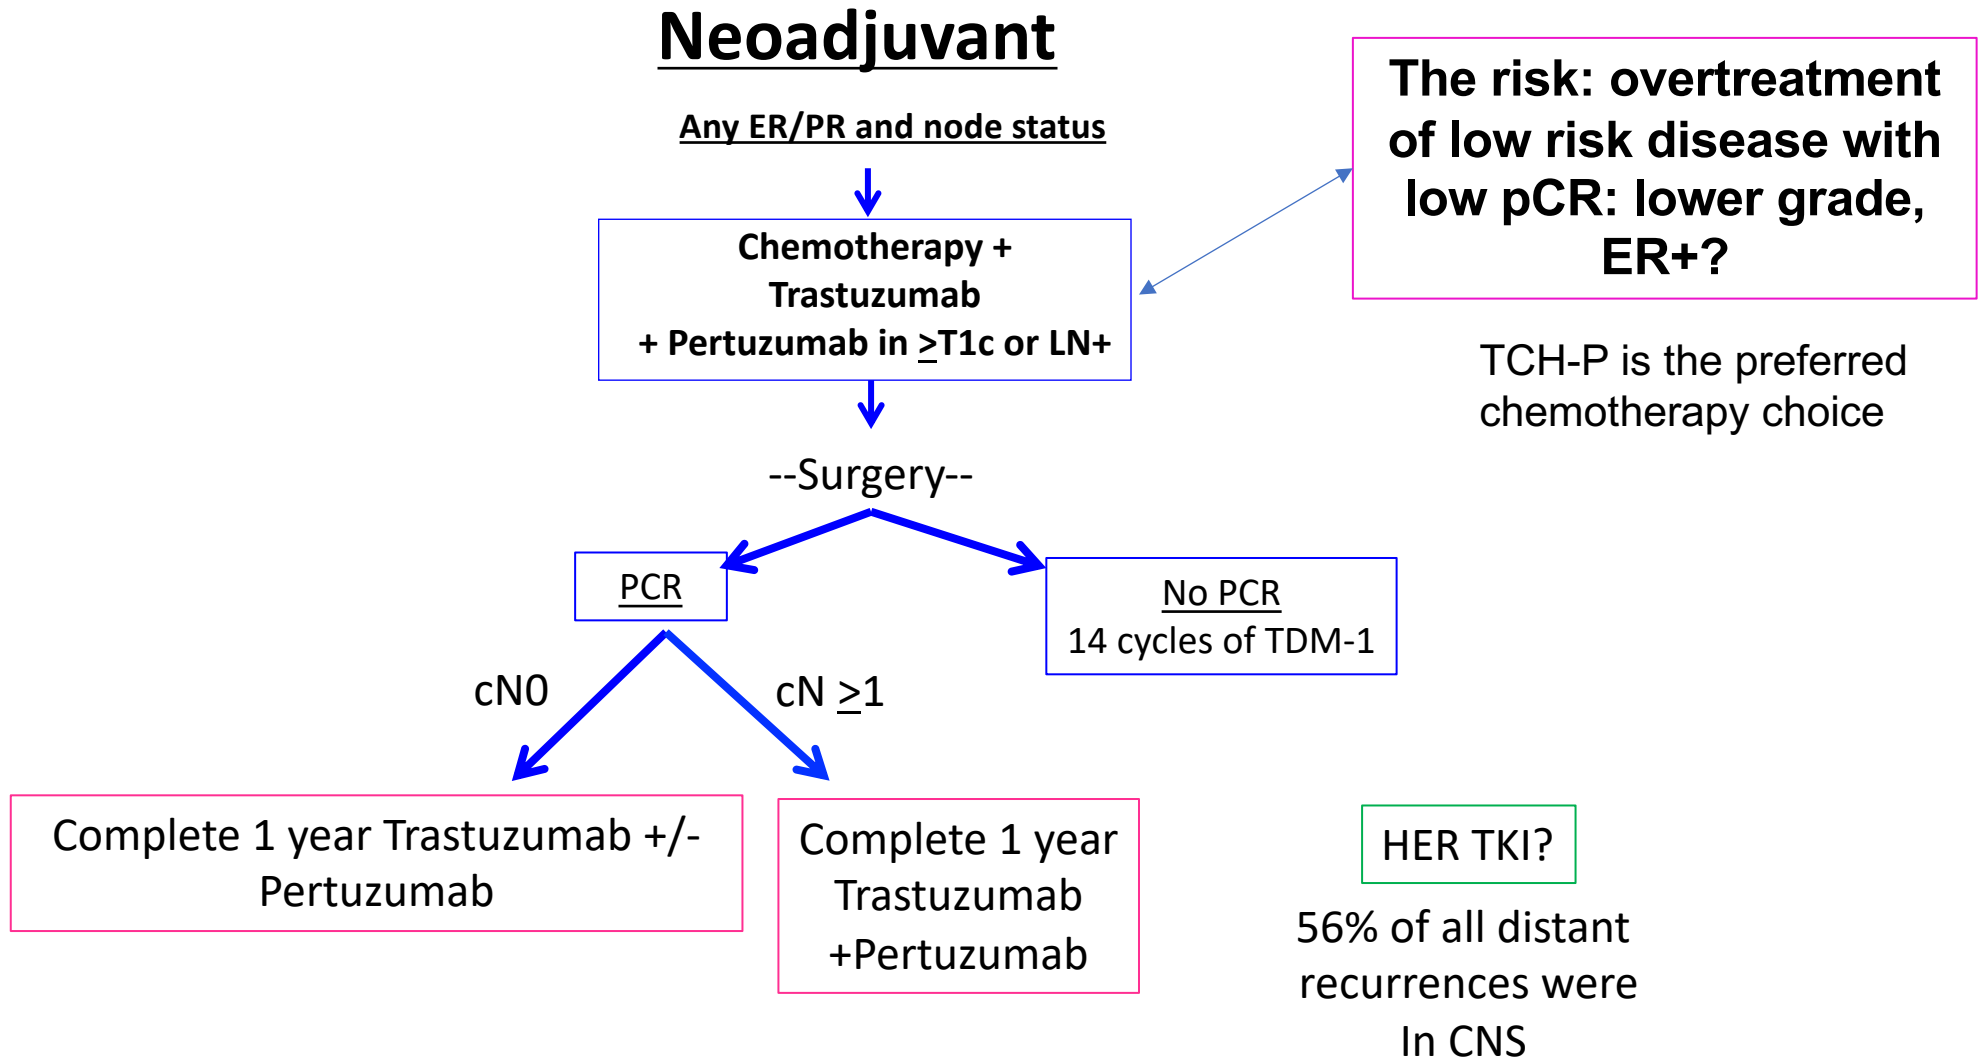 Neoadjuvant
Any ER/PR and node status
Chemotherapy +
Trastuzumab
+ Pertuzumab in ≥T1c or LN+
The risk: overtreatment
of low risk disease with
low pCR: lower grade,
ER+?
TCH-P is the preferred
chemotherapy choice
--Surgery--
PCR
No PCR
14 cycles of TDM-1
cN0
cN ≥1
Complete 1 year Trastuzumab +/-
Pertuzumab
Complete 1 year
Trastuzumab
+Pertuzumab
HER TKI?
56% of all distant
recurrences were
In CNS